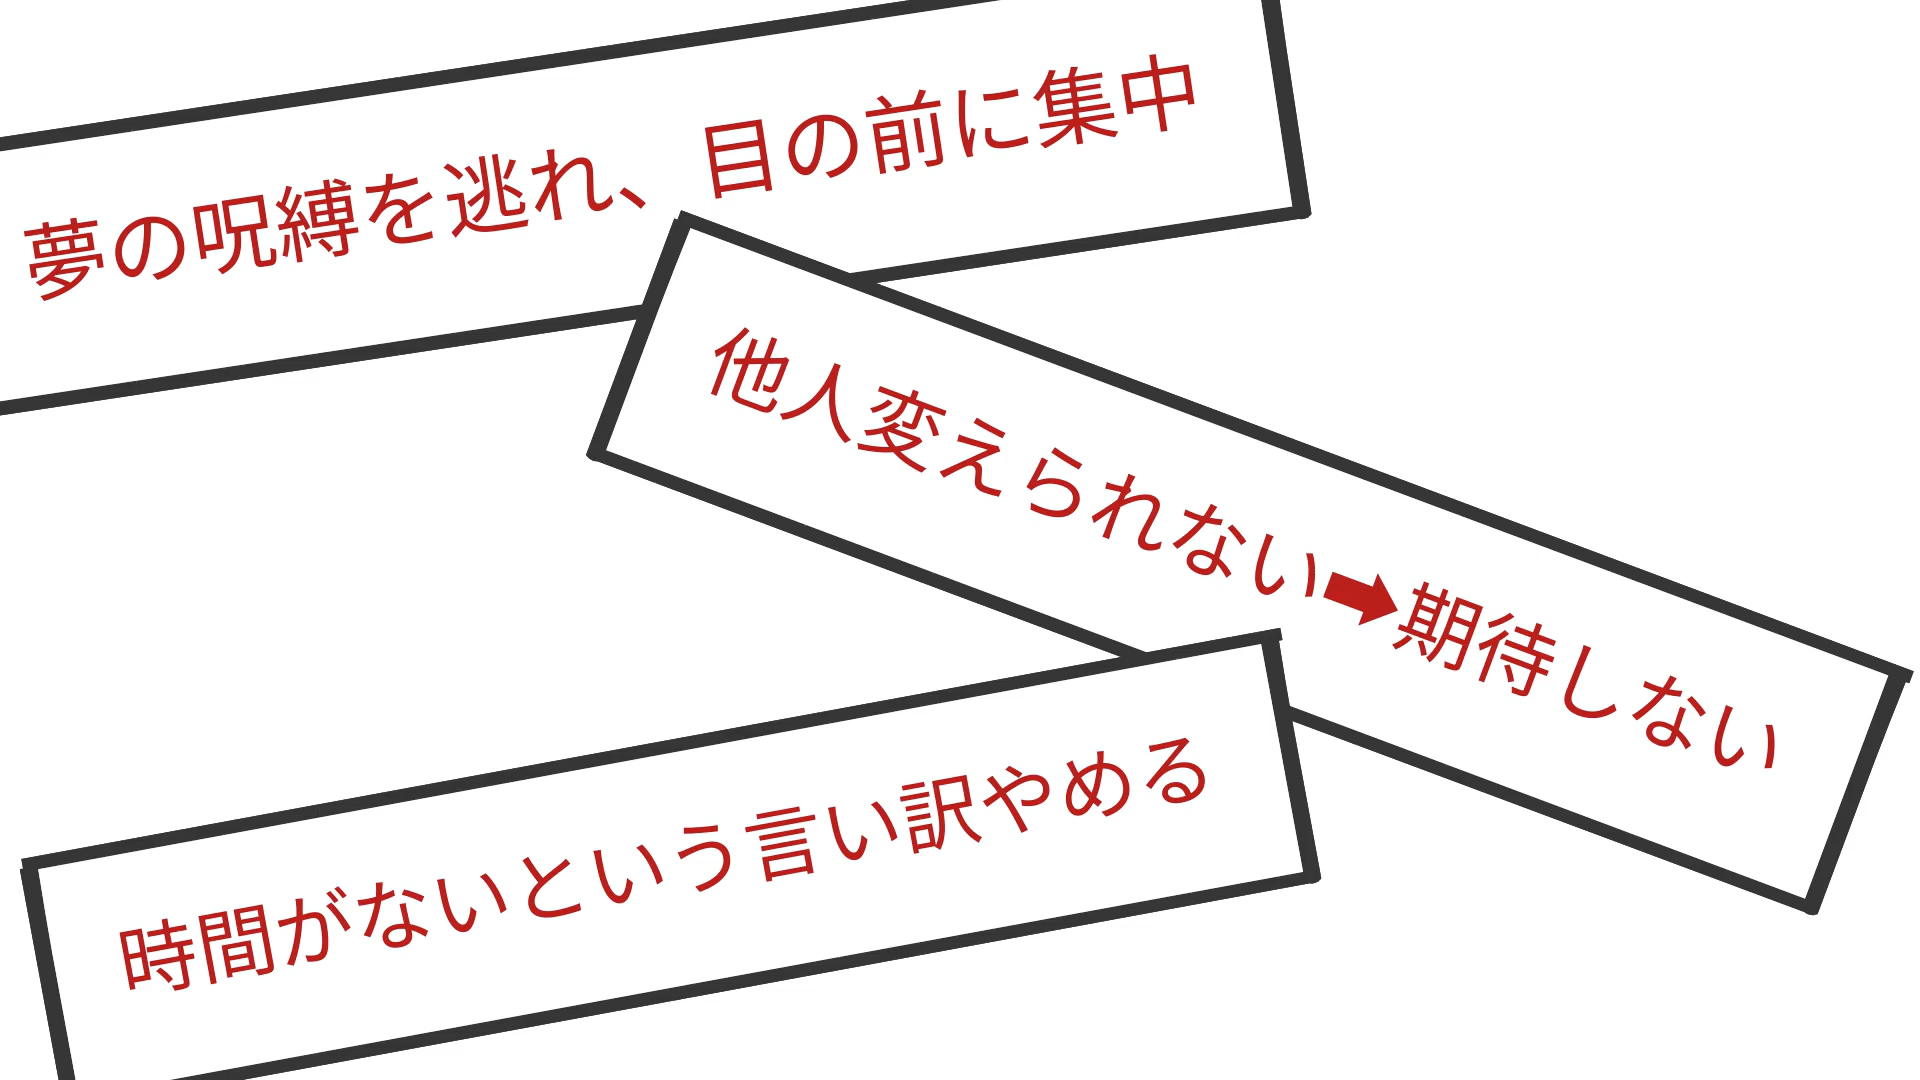 夢の呪縛を逃れ、目の前に集中
他人変えられない➡期待しない
時間がないという言い訳やめる